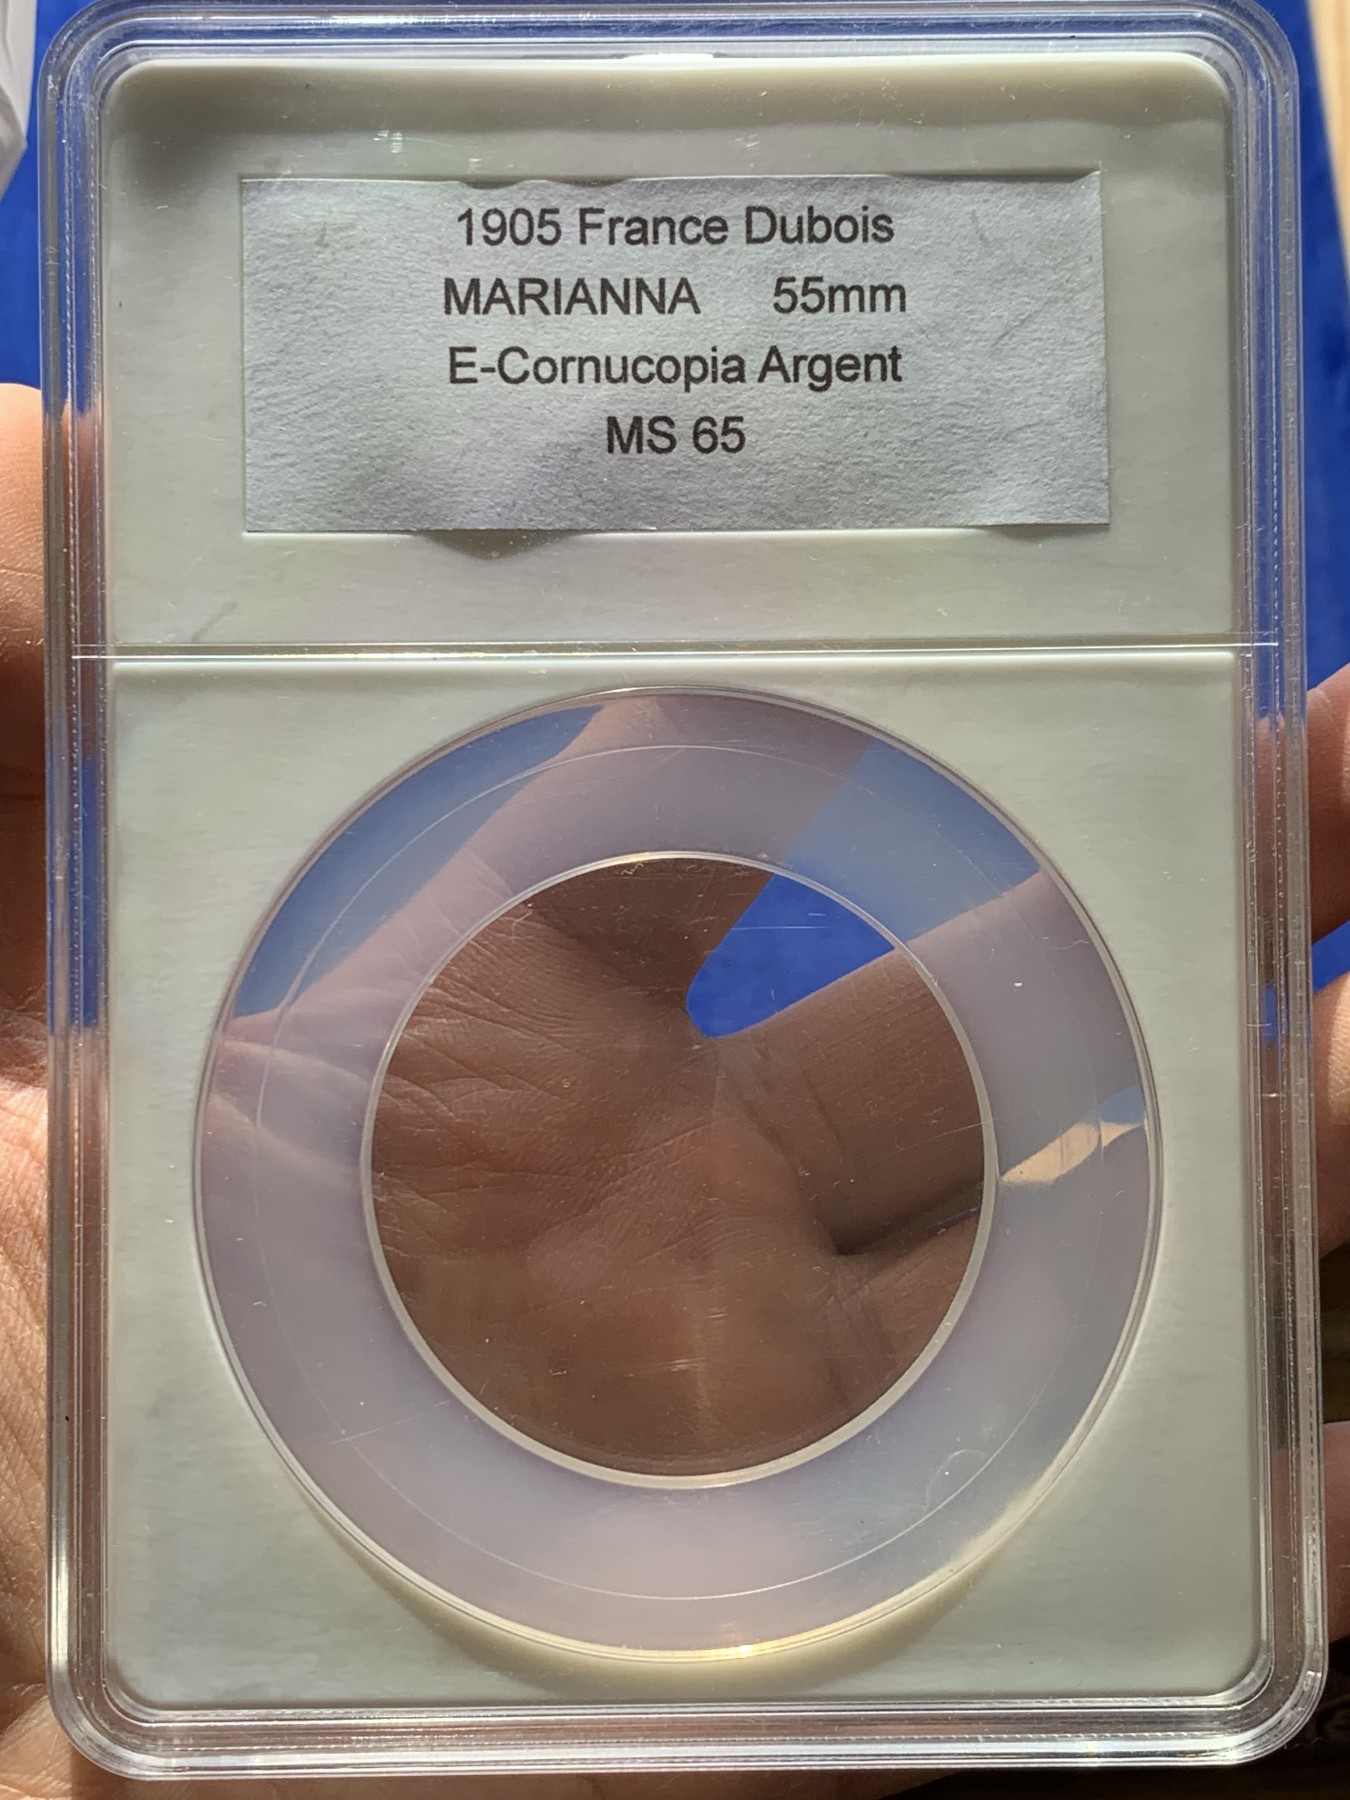 1905 France Dubois
MARIANNA 55mm
E-Cornucopia Argent
MS 65